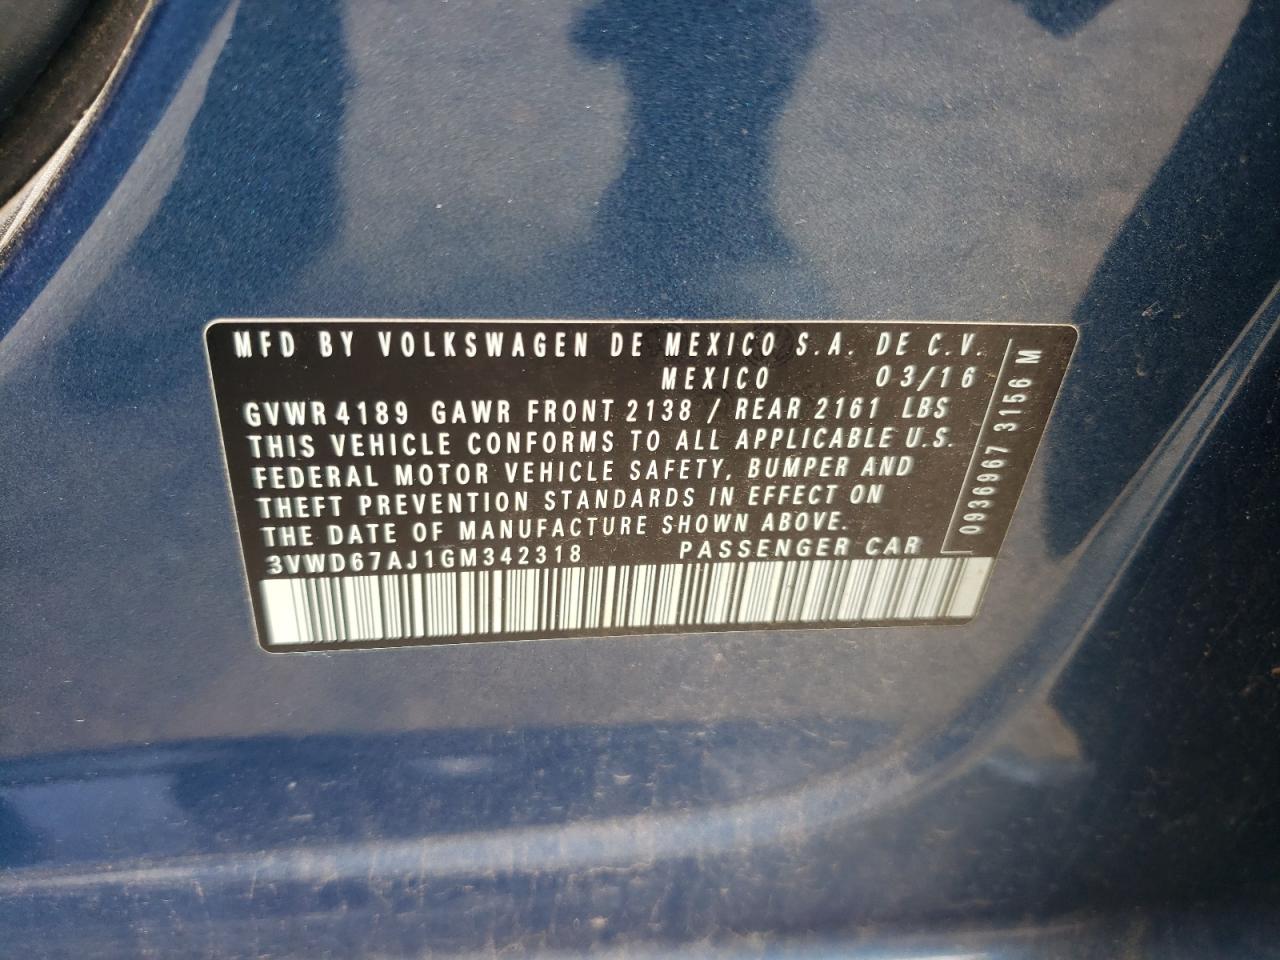 MFD BY VOLKSWAGEN DE MEXICO S.A. DE C.V.
MEXICO 03/16
GVWR 4189 GAWR FRONT 2138 / REAR 2161 LBS
THIS VEHICLE CONFORMS TO ALL APPLICABLE U.S.
FEDERAL MOTOR VEHICLE SAFETY, BUMPER AND
THEFT PREVENTION STANDARDS IN EFFECT ON
THE DATE OF MANUFACTURE SHOWN ABOVE.
3VWD67AJ1GM342318 PASSENGER CAR
0936967 3156 M